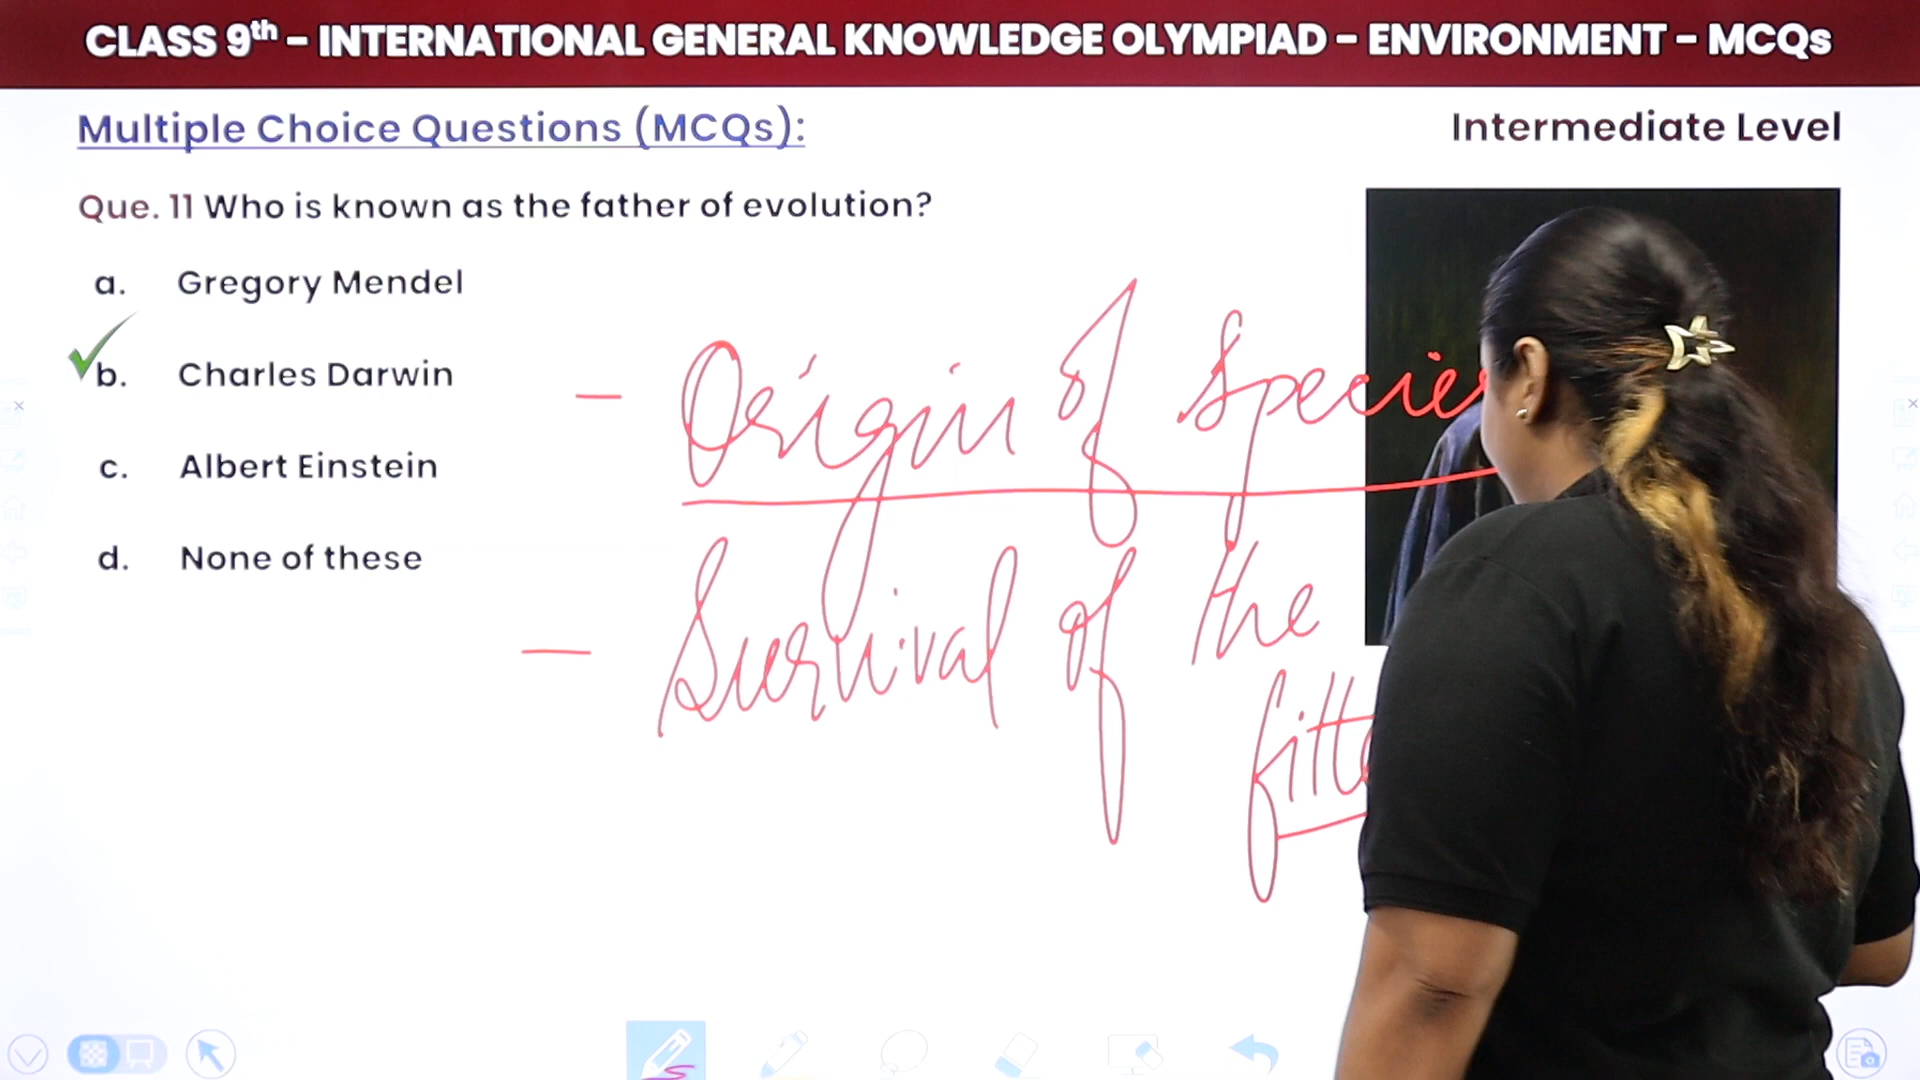 CLASS 9th - INTERNATIONAL GENERAL KNOWLEDGE OLYMPIAD - ENVIRONMENT - MCQs
Multiple Choice Questions (MCQs):
Intermediate Level
Que. 11 Who is known as the father of evolution?
a. Gregory Mendel
b. Charles Darwin
c. Albert Einstein
d. None of these
- Origin of Species
- Survival of the
fitte